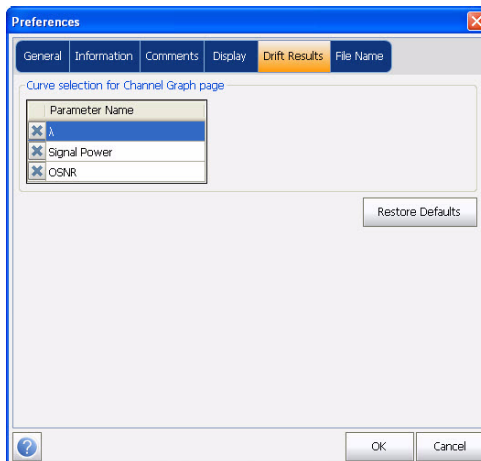 Preferences
General Information Comments Display Drift Results File Name
Curve selection for Channel Graph page
Parameter Name
λ
Signal Power
OSNR
Restore Defaults
OK Cancel